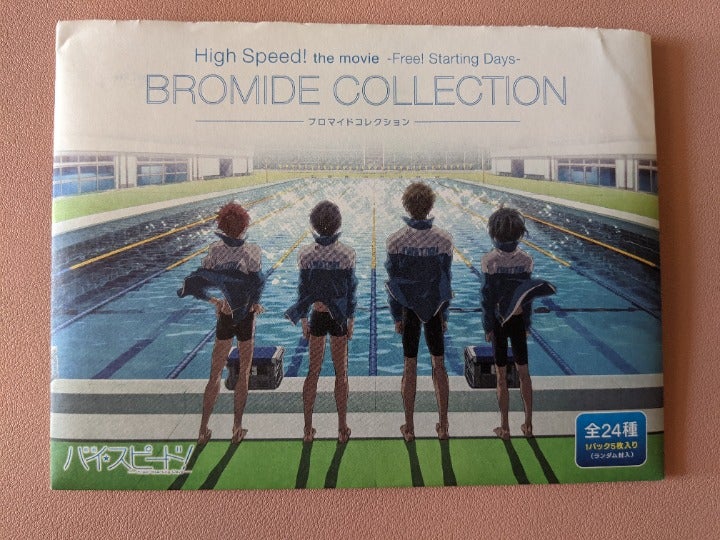 High Speed! the movie -Free! Starting Days-
BROMIDE COLLECTION
ブロマイドコレクション
ハイ☆スピード!
全24種
1パック5枚入り
(ランダム封入)